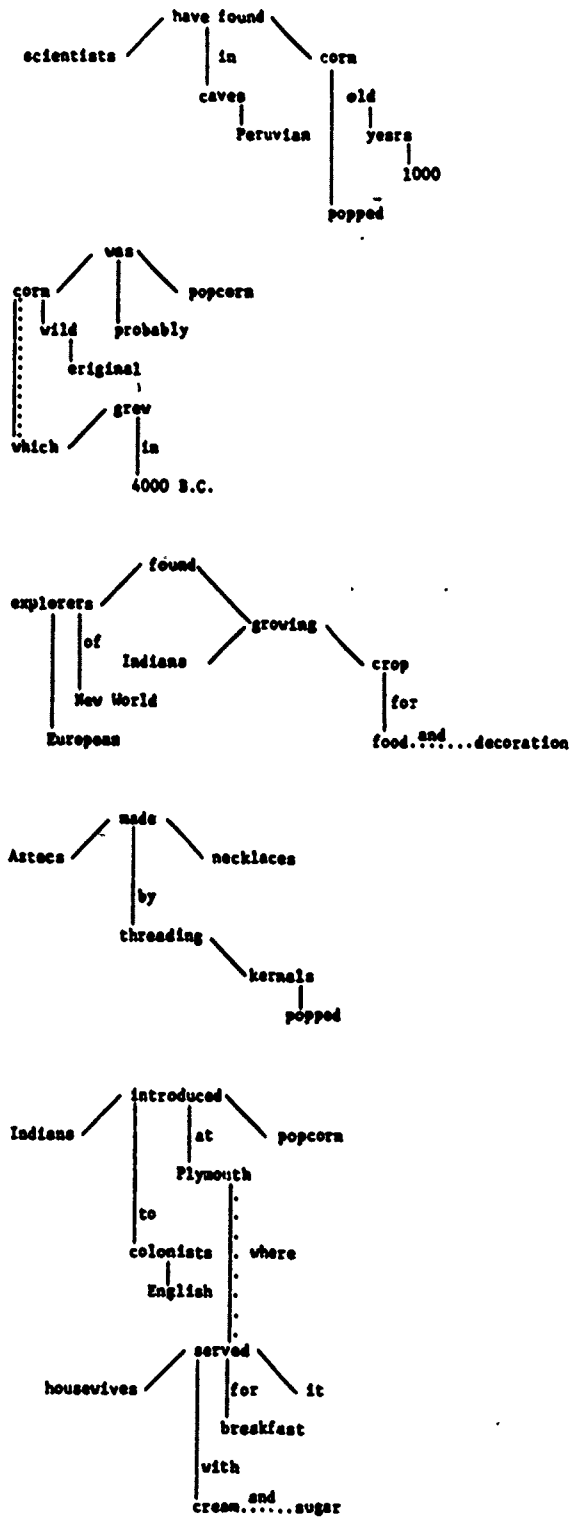 have found
scientists in corn
caves old
Peruvian years
1000
popped
was
corn popcorn
wild probably
original
grew
which in
4000 B.C.
found
explorers growing
of Indians crop
New World for
European food.......and.......decoration
made
Aztecs necklaces
by
threading
kernals
popped
introduced
Indians at popcorn
Plymouth
to
colonists where
English
served
housewives for it
breakfast
with
cream......and......sugar